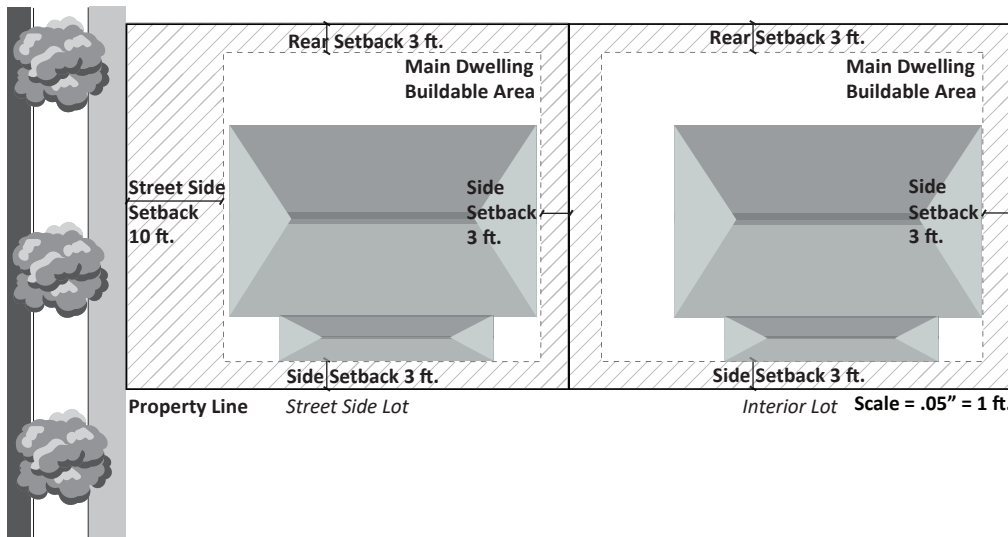 Rear Setback 3 ft.
Main Dwelling
Buildable Area
Street Side
Setback
10 ft.
Side
Setback
3 ft.
Side Setback 3 ft.
Rear Setback 3 ft.
Main Dwelling
Buildable Area
Side
Setback
3 ft.
Side Setback 3 ft.
Property Line
Street Side Lot
Interior Lot
Scale = .05” = 1 ft.